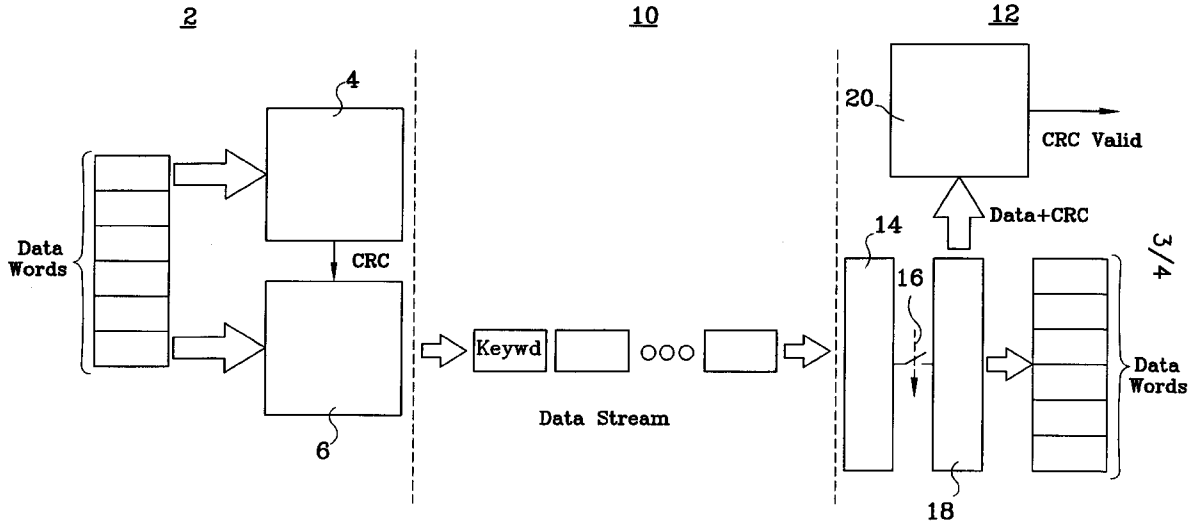 2
10
12
4
20
CRC Valid
Data+CRC
14
3/4
Data
Words
CRC
16
Keywd
Data
Words
Data Stream
6
18